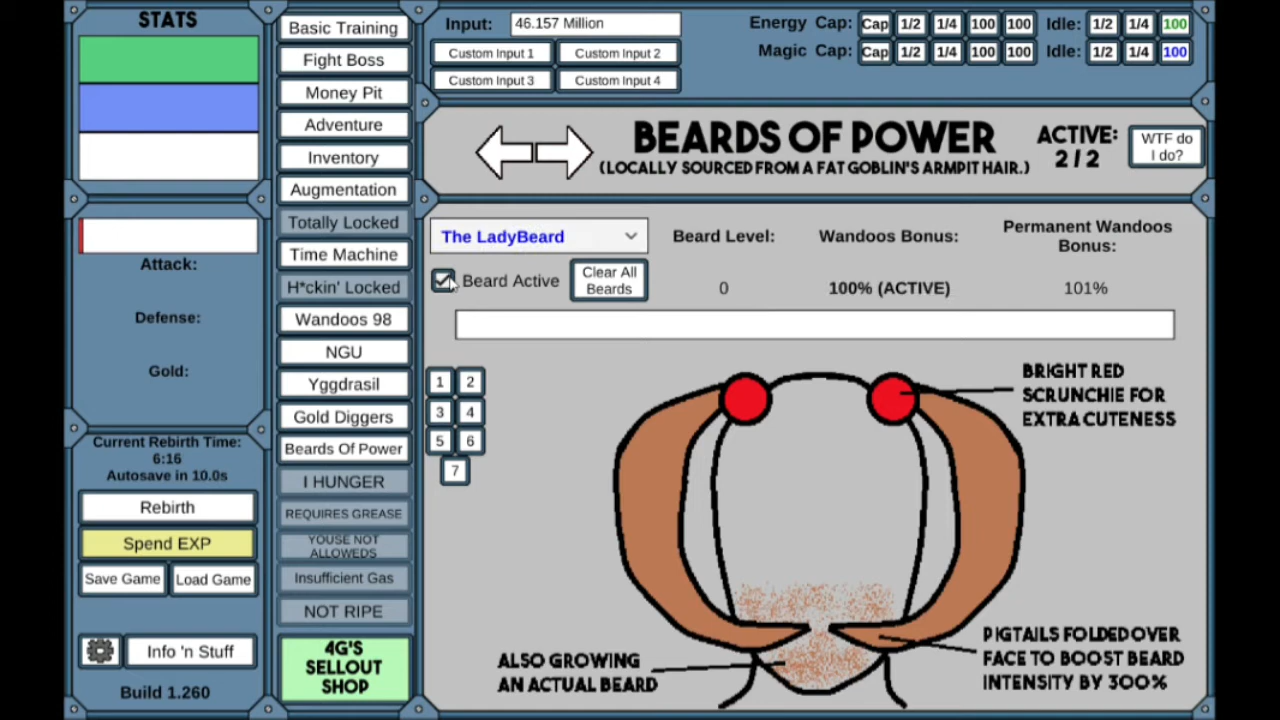 STATS
Attack:
Defense:
Gold:
Current Rebirth Time:
6:16
Autosave in 10.0s
Rebirth
Spend EXP
Save Game
Load Game
Info 'n Stuff
Build 1.260
Basic Training
Fight Boss
Money Pit
Adventure
Inventory
Augmentation
Totally Locked
Time Machine
H*ckin' Locked
Wandoos 98
NGU
Yggdrasil
Gold Diggers
Beards Of Power
I HUNGER
REQUIRES GREASE
YOUSE NOT
ALLOWEDS
Insufficient Gas
NOT RIPE
4G'S
SELLOUT
SHOP
Input: 46.157 Million
Custom Input 1 Custom Input 2
Custom Input 3 Custom Input 4
Energy Cap: Cap 1/2 1/4 100 100 Idle: 1/2 1/4 100
Magic Cap: Cap 1/2 1/4 100 100 Idle: 1/2 1/4 100
BEARDS OF POWER
(LOCALLY SOURCED FROM A FAT GOBLIN'S ARMPIT HAIR.)
ACTIVE:
2 / 2
WTF do
I do?
The LadyBeard
Beard Active
Clear All
Beards
Beard Level:
0
Wandoos Bonus:
100% (ACTIVE)
Permanent Wandoos
Bonus:
101%
1 2
3 4
5 6
7
BRIGHT RED
SCRUNCHIE FOR
EXTRA CUTENESS
ALSO GROWING
AN ACTUAL BEARD
PIGTAILS FOLDED OVER
FACE TO BOOST BEARD
INTENSITY BY 300%